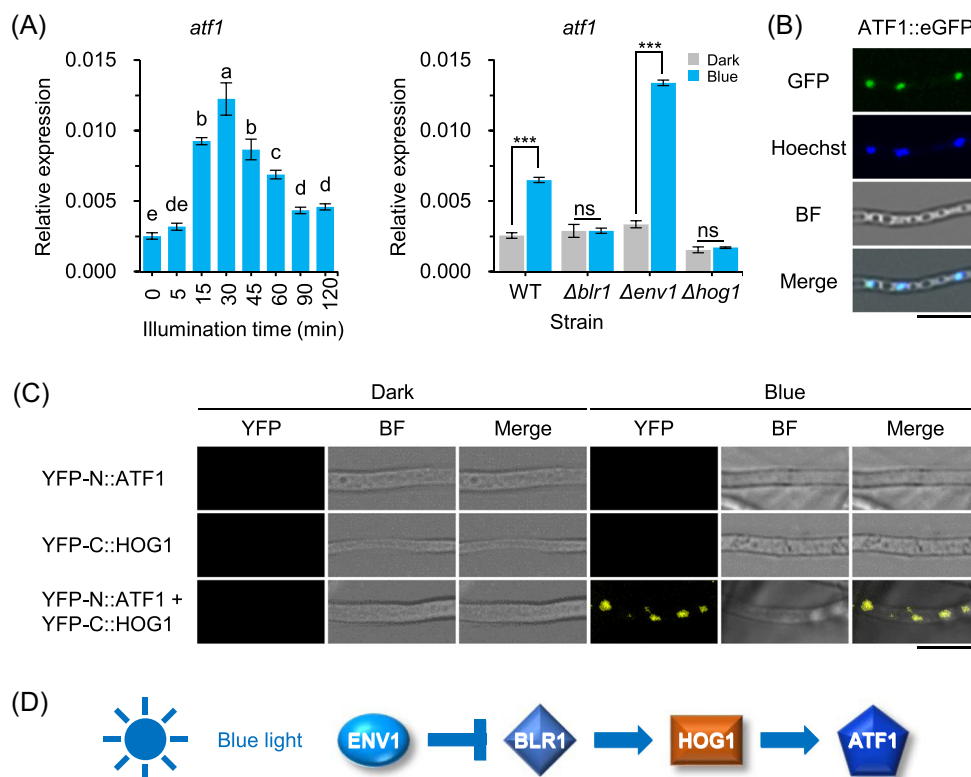 (A)
atf1
Relative expression
0.015
0.010
0.005
0.000
e
de
b
a
b
c
d
d
0
5
15
30
45
60
90
120
Illumination time (min)
atf1
Relative expression
0.015
0.010
0.005
0.000
Dark
Blue
***
ns
***
ns
WT
Δblr1
Δenv1
Δhog1
Strain
(B)
ATF1::eGFP
GFP
Hoechst
BF
Merge
(C)
Dark
Blue
YFP
BF
Merge
YFP
BF
Merge
YFP-N::ATF1
YFP-C::HOG1
YFP-N::ATF1 +
YFP-C::HOG1
(D)
Blue light
ENV1
BLR1
HOG1
ATF1